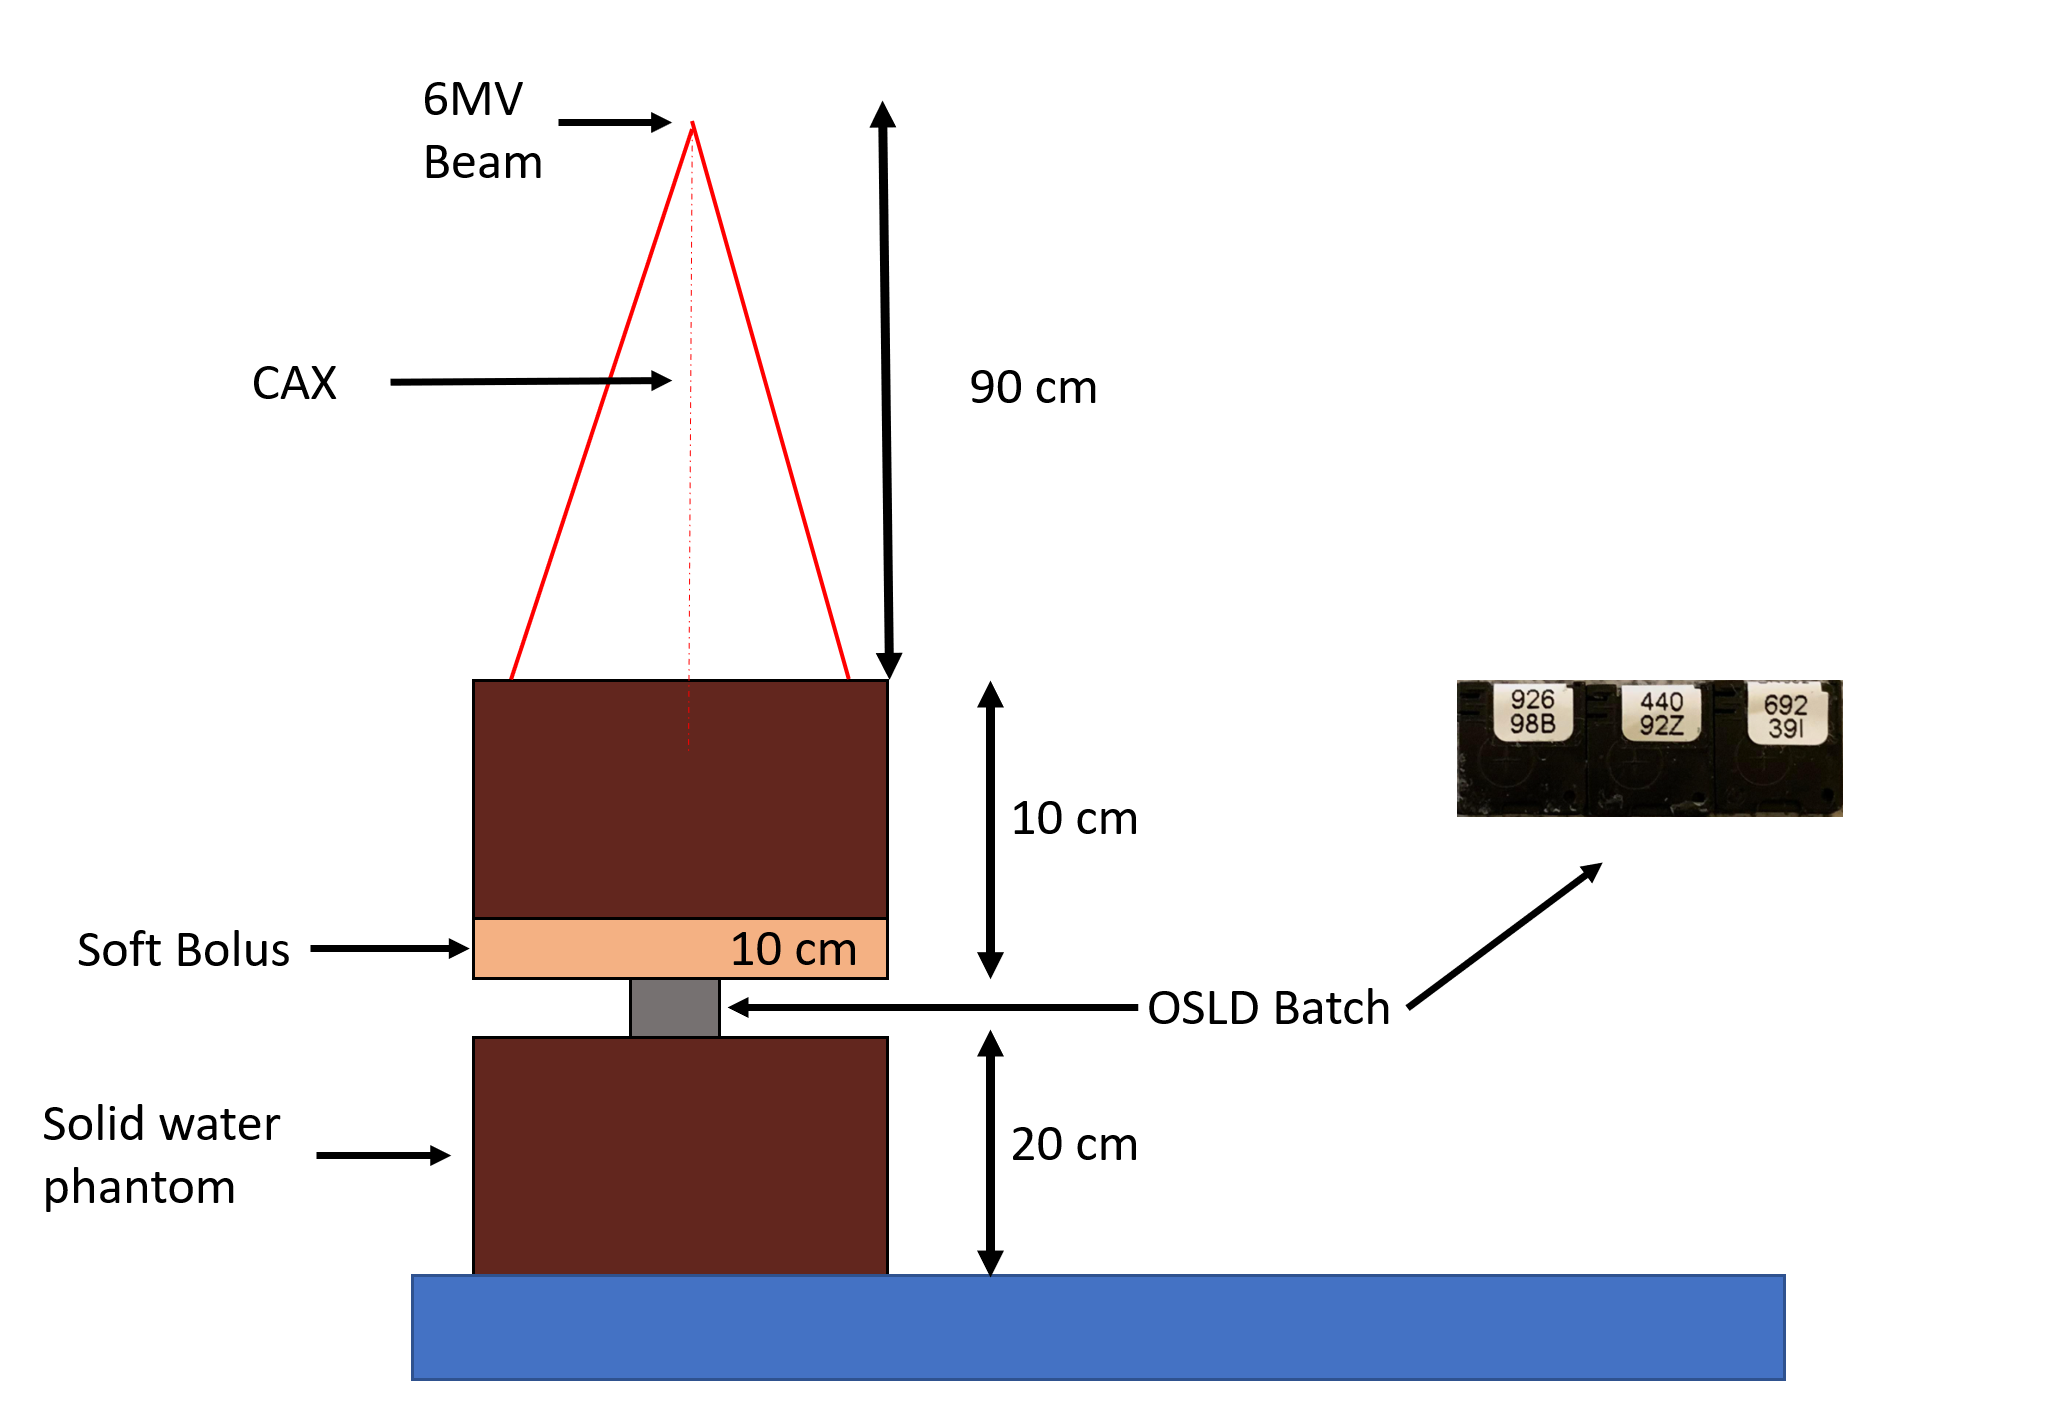 6MV
Beam
CAX
90 cm
926
98B
440
92Z
692
39I
10 cm
Soft Bolus
10 cm
OSLD Batch
Solid water
phantom
20 cm